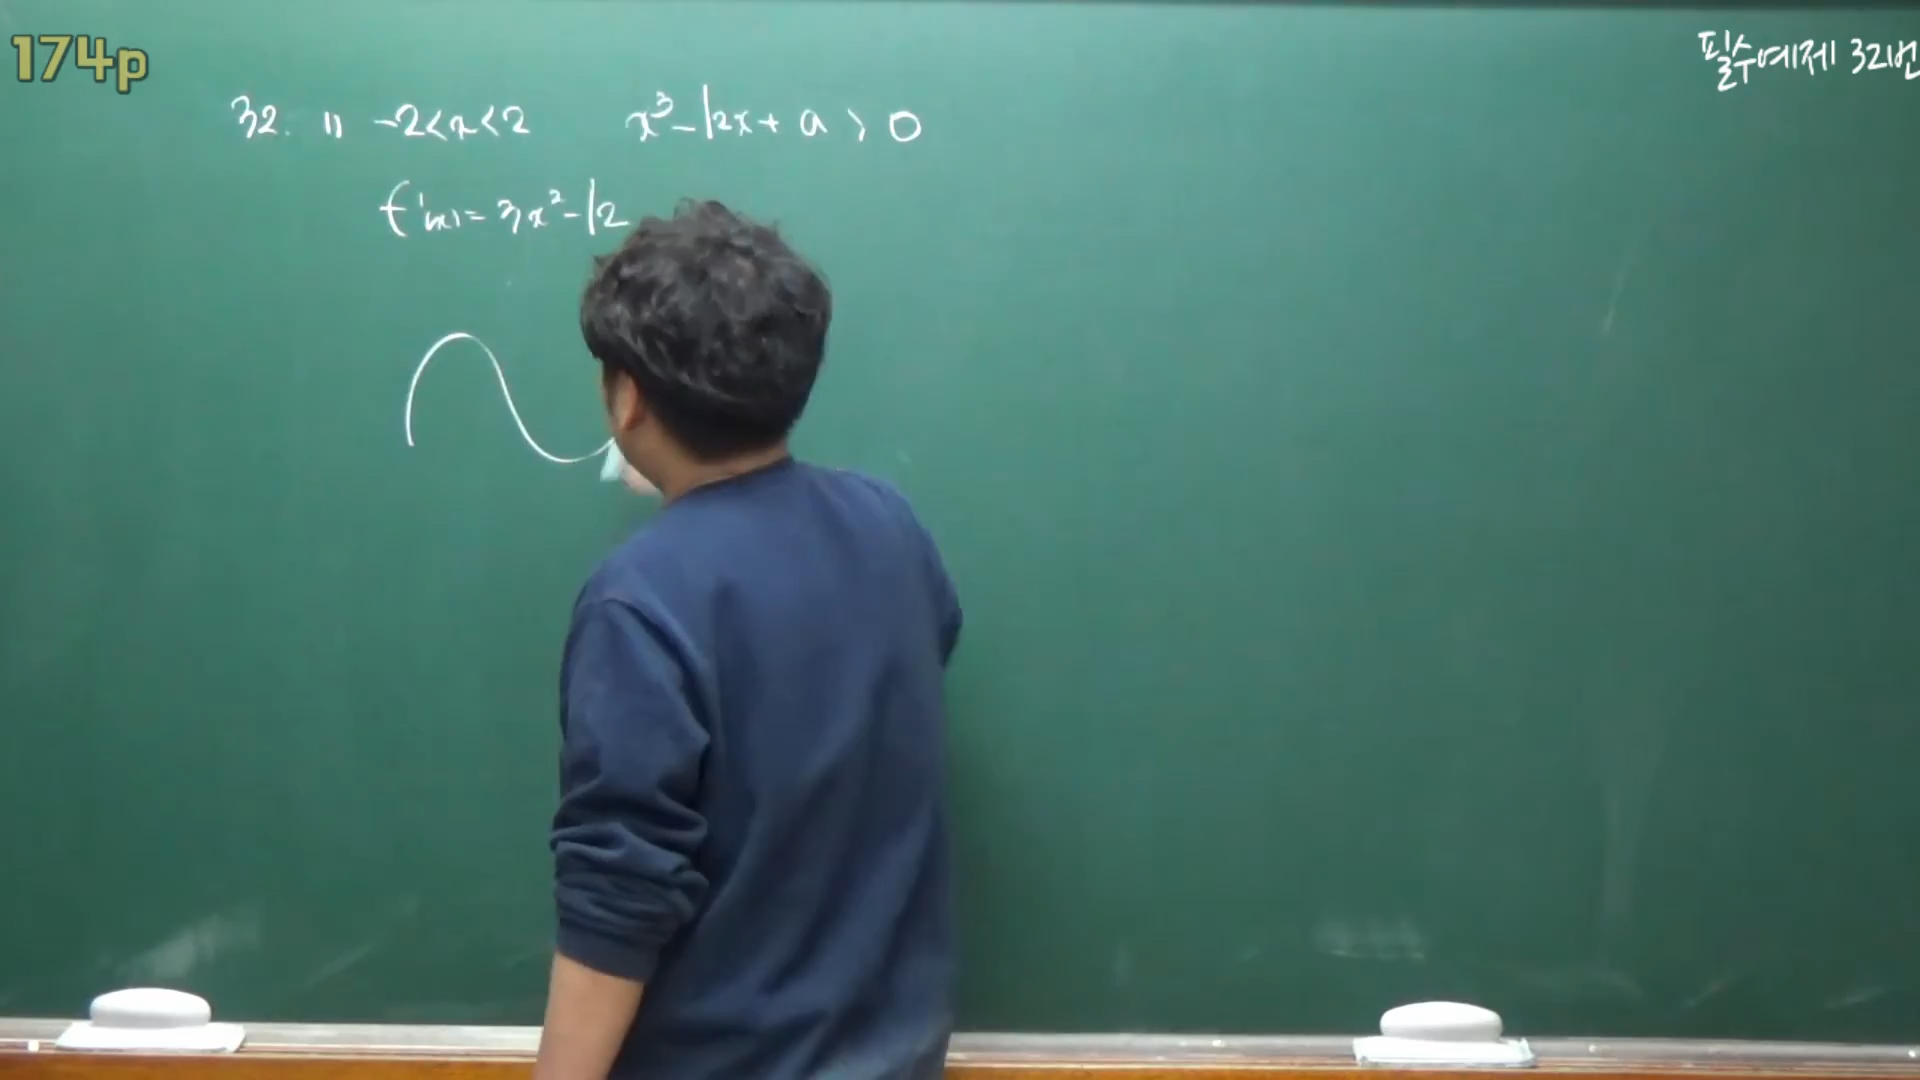 174p
필수예제 32번
32. 1) -2<x<2 x³-12x+a>0
f'(x)=3x²-12